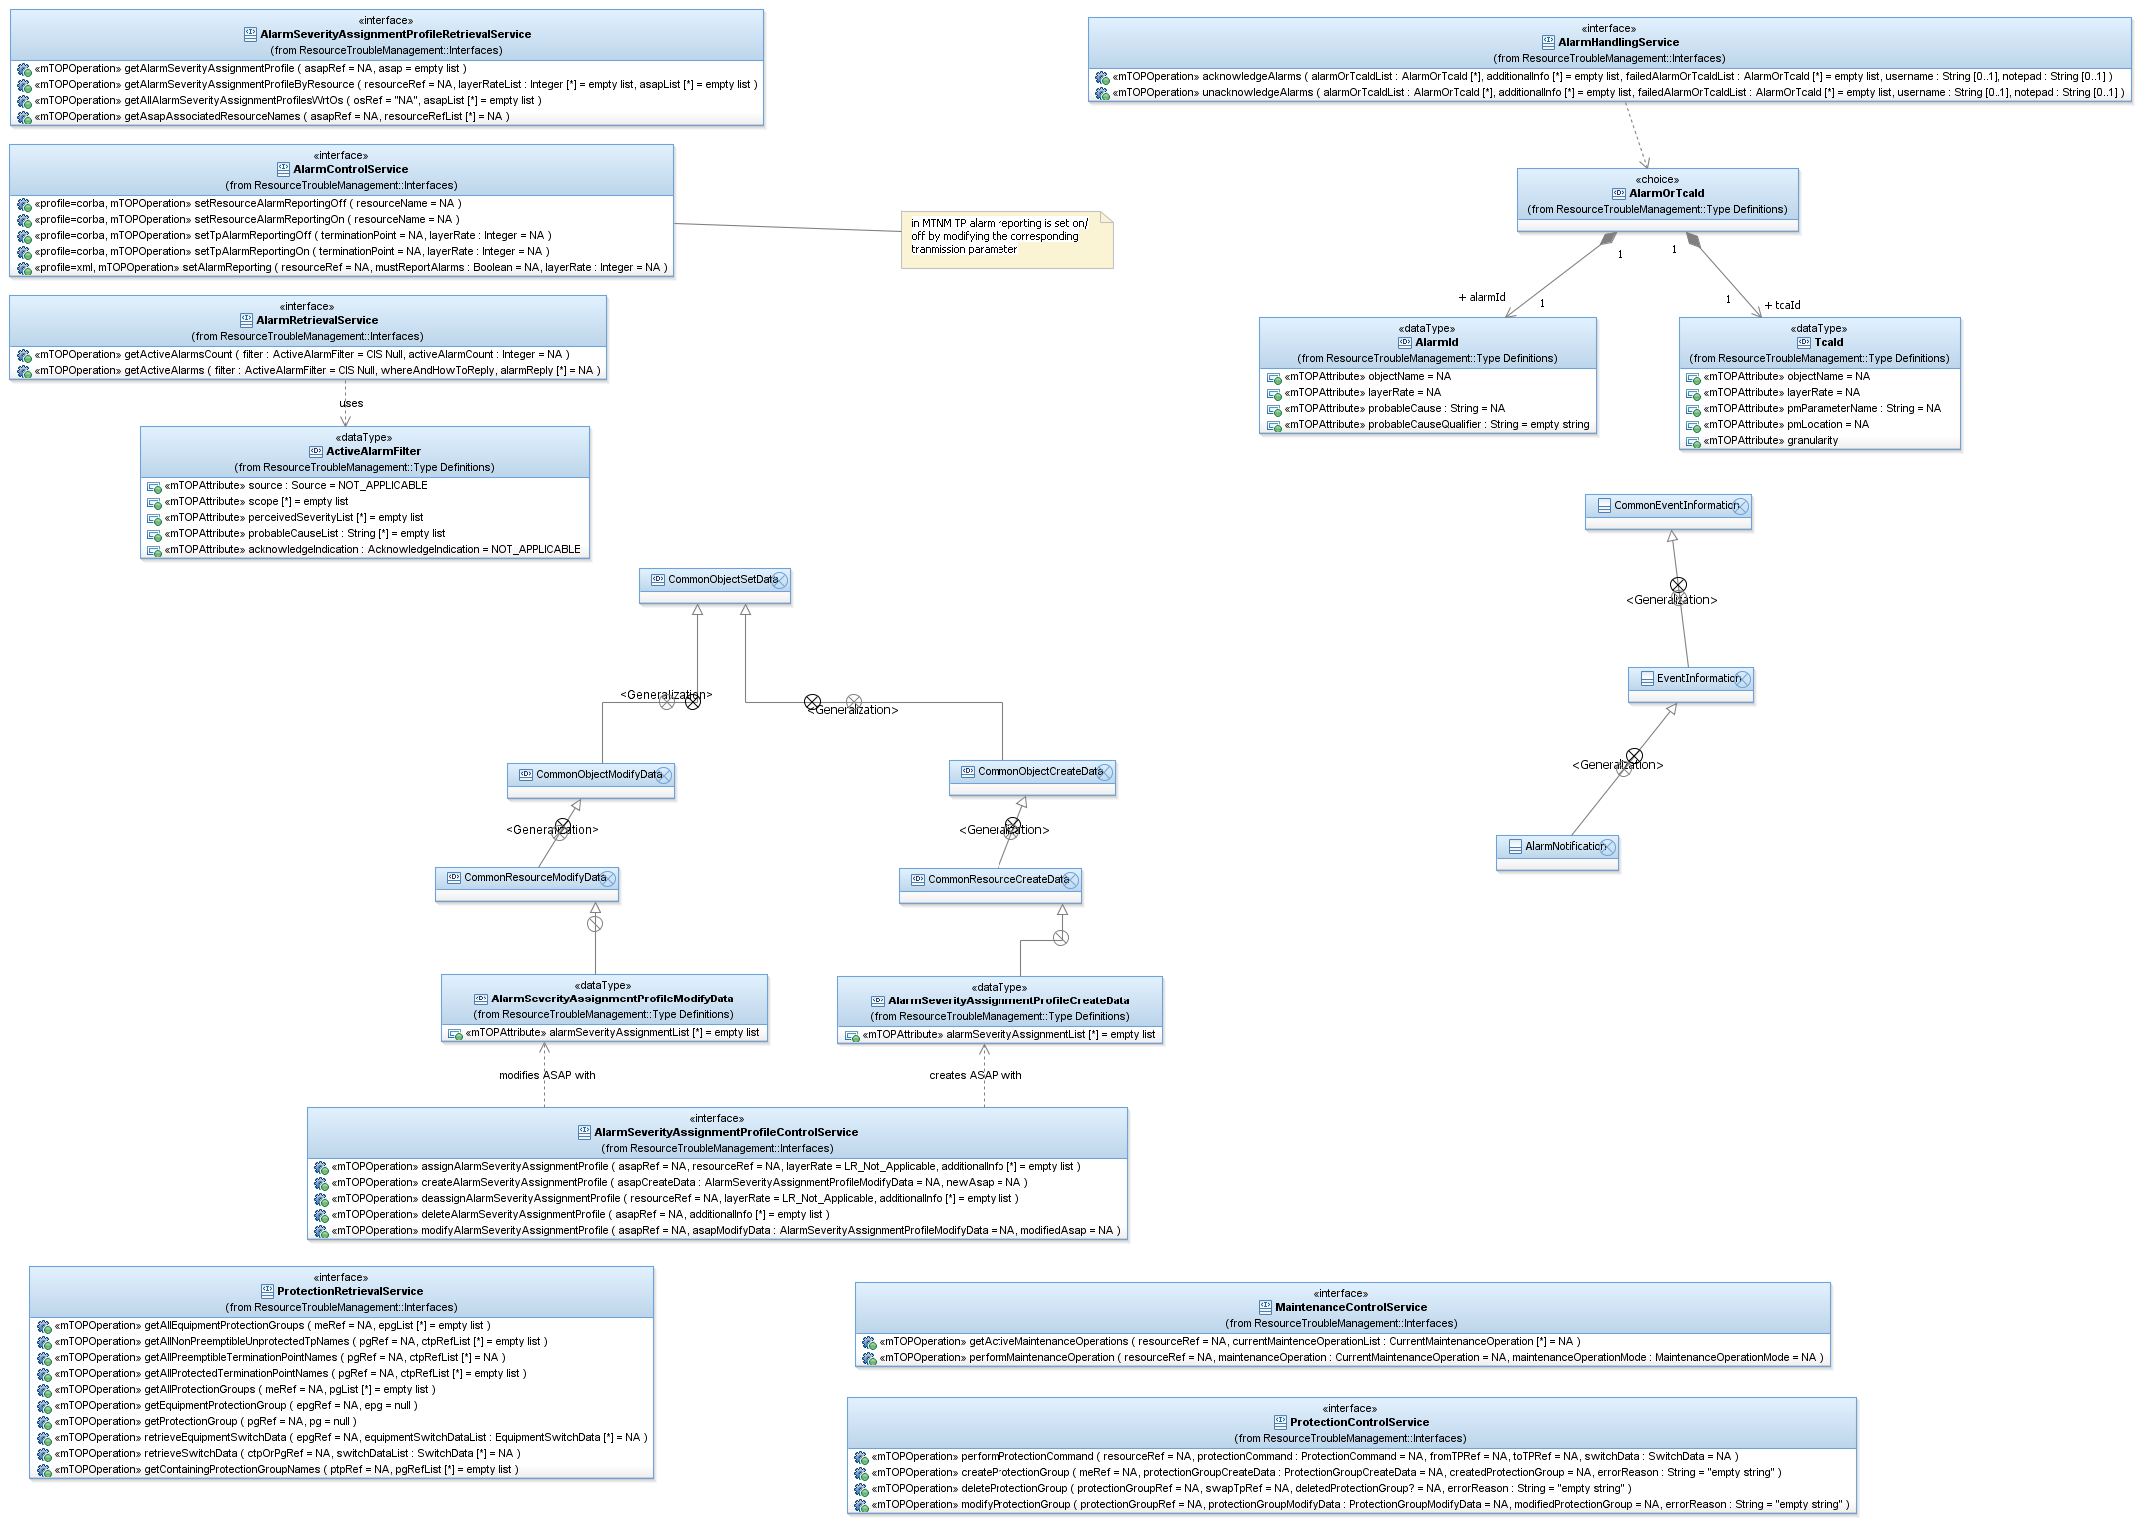 «interface»
AlarmSeverityAssignmentProfileRetrievalService
(from ResourceTroubleManagement::Interfaces)
«mTOPOperation» getAlarmSeverityAssignmentProfile ( asapRef = NA, asap = empty list )
«mTOPOperation» getAlarmSeverityAssignmentProfileByResource ( resourceRef = NA, layerRateList : Integer [*] = empty list, asapList [*] = empty list )
«mTOPOperation» getAllAlarmSeverityAssignmentProfilesWrtOs ( osRef = "NA", asapList [*] = empty list )
«mTOPOperation» getAsapAssociatedResourceNames ( asapRef = NA, resourceRefList [*] = NA )
«interface»
AlarmHandlingService
(from ResourceTroubleManagement::Interfaces)
«mTOPOperation» acknowledgeAlarms ( alarmOrTcaIdList : AlarmOrTcaId [*], additionalInfo [*] = empty list, failedAlarmOrTcaIdList : AlarmOrTcaId [*] = empty list, username : String [0..1], notepad : String [0..1] )
«mTOPOperation» unacknowledgeAlarms ( alarmOrTcaIdList : AlarmOrTcaId [*], additionalInfo [*] = empty list, failedAlarmOrTcaIdList : AlarmOrTcaId [*] = empty list, username : String [0..1], notepad : String [0..1] )
«interface»
AlarmControlService
(from ResourceTroubleManagement::Interfaces)
«profile=corba, mTOPOperation» setResourceAlarmReportingOff ( resourceName = NA )
«profile=corba, mTOPOperation» setResourceAlarmReportingOn ( resourceName = NA )
«profile=corba, mTOPOperation» setTpAlarmReportingOff ( terminationPoint = NA, layerRate : Integer = NA )
«profile=corba, mTOPOperation» setTpAlarmReportingOn ( terminationPoint = NA, layerRate : Integer = NA )
«profile=xml, mTOPOperation» setAlarmReporting ( resourceRef = NA, mustReportAlarms : Boolean = NA, layerRate : Integer = NA )
in MTNM TP alarm reporting is set on/
off by modifying the corresponding
tranmission parameter
«choice»
AlarmOrTcaId
(from ResourceTroubleManagement::Type Definitions)
1
1
+ alarmId
1
1
+ tcaId
«interface»
AlarmRetrievalService
(from ResourceTroubleManagement::Interfaces)
«mTOPOperation» getActiveAlarmsCount ( filter : ActiveAlarmFilter = CIS Null, activeAlarmCount : Integer = NA )
«mTOPOperation» getActiveAlarms ( filter : ActiveAlarmFilter = CIS Null, whereAndHowToReply, alarmReply [*] = NA )
uses
«dataType»
AlarmId
(from ResourceTroubleManagement::Type Definitions)
«mTOPAttribute» objectName = NA
«mTOPAttribute» layerRate = NA
«mTOPAttribute» probableCause : String = NA
«mTOPAttribute» probableCauseQualifier : String = empty string
«dataType»
TcaId
(from ResourceTroubleManagement::Type Definitions)
«mTOPAttribute» objectName = NA
«mTOPAttribute» layerRate = NA
«mTOPAttribute» pmParameterName : String = NA
«mTOPAttribute» pmLocation = NA
«mTOPAttribute» granularity
«dataType»
ActiveAlarmFilter
(from ResourceTroubleManagement::Type Definitions)
«mTOPAttribute» source : Source = NOT_APPLICABLE
«mTOPAttribute» scope [*] = empty list
«mTOPAttribute» perceivedSeverityList [*] = empty list
«mTOPAttribute» probableCauseList : String [*] = empty list
«mTOPAttribute» acknowledgeIndication : AcknowledgeIndication = NOT_APPLICABLE
CommonEventInformation
<Generalization>
EventInformation
<Generalization>
AlarmNotification
CommonObjectSetData
<Generalization>
<Generalization>
CommonObjectModifyData
CommonObjectCreateData
<Generalization>
<Generalization>
CommonResourceModifyData
CommonResourceCreateData
«dataType»
AlarmSeverityAssignmentProfileModifyData
(from ResourceTroubleManagement::Type Definitions)
«mTOPAttribute» alarmSeverityAssignmentList [*] = empty list
«dataType»
AlarmSeverityAssignmentProfileCreateData
(from ResourceTroubleManagement::Type Definitions)
«mTOPAttribute» alarmSeverityAssignmentList [*] = empty list
modifies ASAP with
creates ASAP with
«interface»
AlarmSeverityAssignmentProfileControlService
(from ResourceTroubleManagement::Interfaces)
«mTOPOperation» assignAlarmSeverityAssignmentProfile ( asapRef = NA, resourceRef = NA, layerRate = LR_Not_Applicable, additionalInfo [*] = empty list )
«mTOPOperation» createAlarmSeverityAssignmentProfile ( asapCreateData : AlarmSeverityAssignmentProfileModifyData = NA, newAsap = NA )
«mTOPOperation» deassignAlarmSeverityAssignmentProfile ( resourceRef = NA, layerRate = LR_Not_Applicable, additionalInfo [*] = empty list )
«mTOPOperation» deleteAlarmSeverityAssignmentProfile ( asapRef = NA, additionalInfo [*] = empty list )
«mTOPOperation» modifyAlarmSeverityAssignmentProfile ( asapRef = NA, asapModifyData : AlarmSeverityAssignmentProfileModifyData = NA, modifiedAsap = NA )
«interface»
ProtectionRetrievalService
(from ResourceTroubleManagement::Interfaces)
«mTOPOperation» getAllEquipmentProtectionGroups ( meRef = NA, epgList [*] = empty list )
«mTOPOperation» getAllNonPreemptibleUnprotectedTpNames ( pgRef = NA, ctpRefList [*] = empty list )
«mTOPOperation» getAllPreemptibleTerminationPointNames ( pgRef = NA, ctpRefList [*] = NA )
«mTOPOperation» getAllProtectedTerminationPointNames ( pgRef = NA, ctpRefList [*] = empty list )
«mTOPOperation» getAllProtectionGroups ( meRef = NA, pgList [*] = empty list )
«mTOPOperation» getEquipmentProtectionGroup ( epgRef = NA, epg = null )
«mTOPOperation» getProtectionGroup ( pgRef = NA, pg = null )
«mTOPOperation» retrieveEquipmentSwitchData ( epgRef = NA, equipmentSwitchDataList : EquipmentSwitchData [*] = NA )
«mTOPOperation» retrieveSwitchData ( ctpOrPgRef = NA, switchDataList : SwitchData [*] = NA )
«mTOPOperation» getContainingProtectionGroupNames ( ptpRef = NA, pgRefList [*] = empty list )
«interface»
MaintenanceControlService
(from ResourceTroubleManagement::Interfaces)
«mTOPOperation» getActiveMaintenanceOperations ( resourceRef = NA, currentMaintenceOperationList : CurrentMaintenanceOperation [*] = NA )
«mTOPOperation» performMaintenanceOperation ( resourceRef = NA, maintenanceOperation : CurrentMaintenanceOperation = NA, maintenanceOperationMode : MaintenanceOperationMode = NA )
«interface»
ProtectionControlService
(from ResourceTroubleManagement::Interfaces)
«mTOPOperation» performProtectionCommand ( resourceRef = NA, protectionCommand : ProtectionCommand = NA, fromTPRef = NA, toTPRef = NA, switchData : SwitchData = NA )
«mTOPOperation» createProtectionGroup ( meRef = NA, protectionGroupCreateData : ProtectionGroupCreateData = NA, createdProtectionGroup = NA, errorReason : String = "empty string" )
«mTOPOperation» deleteProtectionGroup ( protectionGroupRef = NA, swapTpRef = NA, deletedProtectionGroup? = NA, errorReason : String = "empty string" )
«mTOPOperation» modifyProtectionGroup ( protectionGroupRef = NA, protectionGroupModifyData : ProtectionGroupModifyData = NA, modifiedProtectionGroup = NA, errorReason : String = "empty string" )